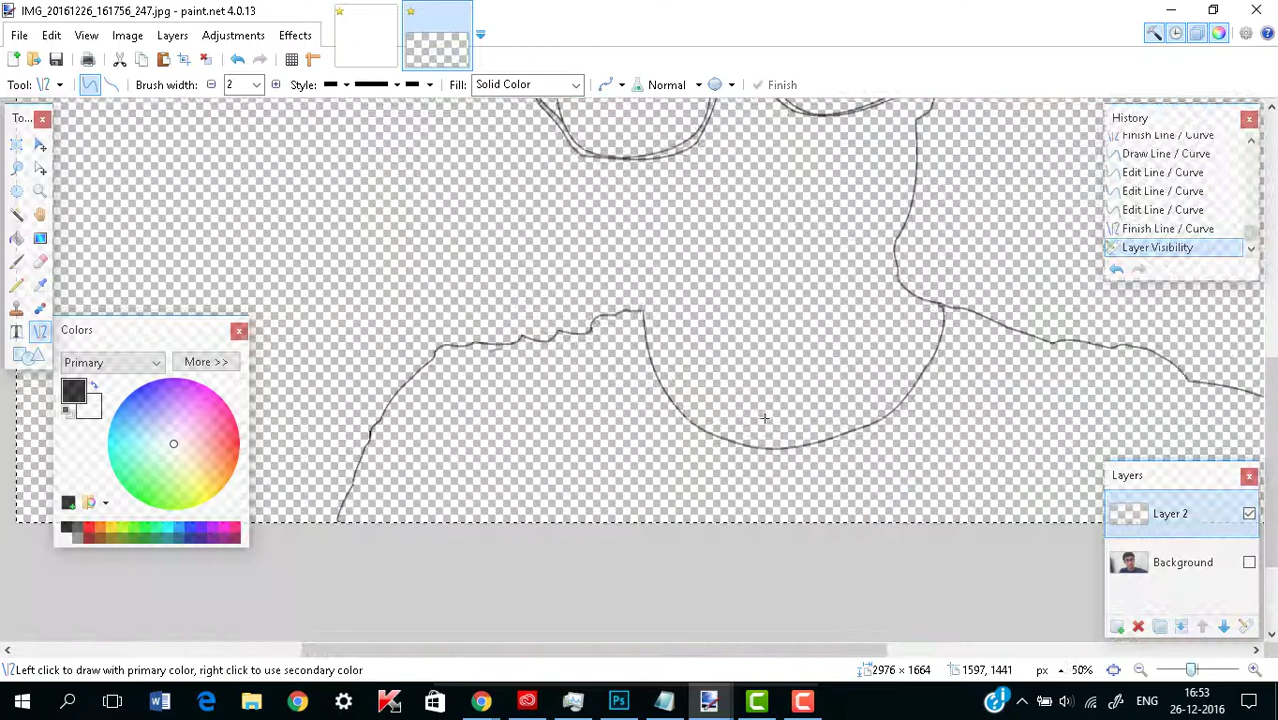 IMG_20161226_161756_247.jpg - paint.net 4.0.13
File Edit View Image Layers Adjustments Effects
Tool: Brush width: 2 Style: Fill: Solid Color Normal Finish
To...
History
Finish Line / Curve
Draw Line / Curve
Edit Line / Curve
Edit Line / Curve
Edit Line / Curve
Finish Line / Curve
Layer Visibility
Colors
Primary More >>
Layers
Layer 2
Background
Left click to draw with primary color, right click to use secondary color 2976 × 1664 1597, 1441 px 50%
ENG 16:53
26-12-2016